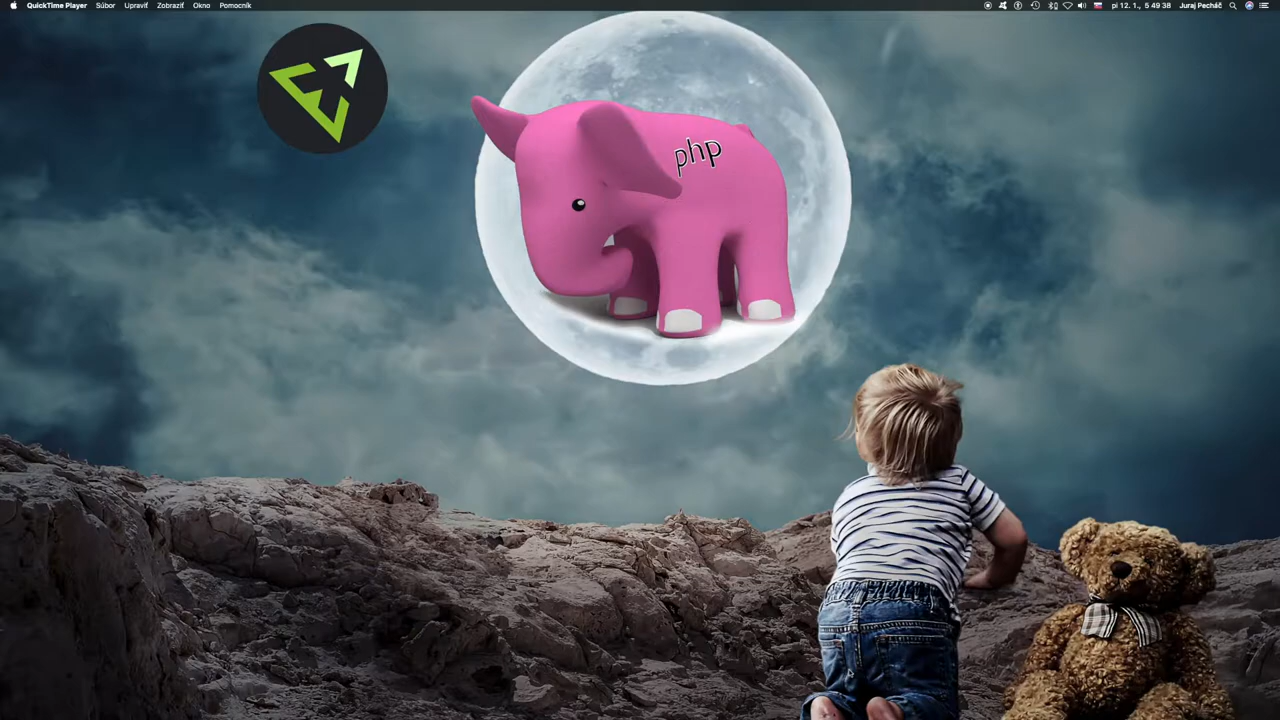 QuickTime Player Súbor Upraviť Zobraziť Okno Pomocník pi 12. 1., 5 49 38 Juraj Pecháč
php